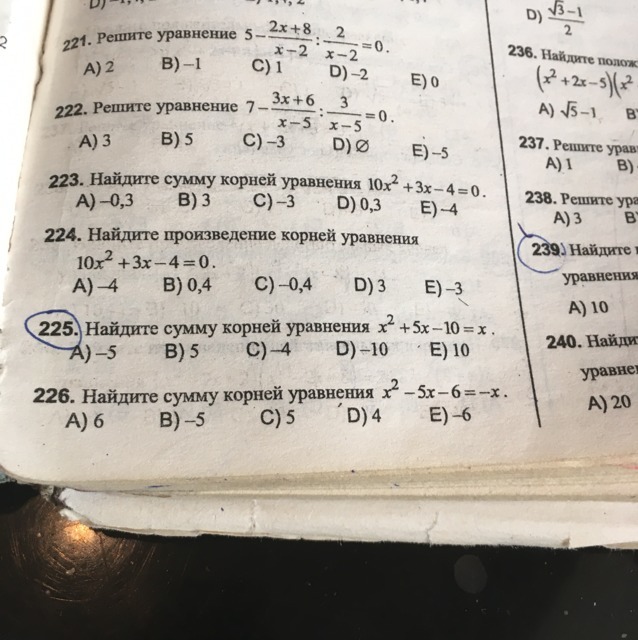 221. Решите уравнение 5 − (2x+8)/(x−2) : 2/(x−2) = 0.
A) 2 B) −1 C) 1 D) −2 E) 0
222. Решите уравнение 7 − (3x+6)/(x−5) : 3/(x−5) = 0.
A) 3 B) 5 C) −3 D) ∅ E) −5
223. Найдите сумму корней уравнения 10x² + 3x − 4 = 0.
A) −0,3 B) 3 C) −3 D) 0,3 E) −4
224. Найдите произведение корней уравнения
10x² + 3x − 4 = 0.
A) −4 B) 0,4 C) −0,4 D) 3 E) −3
225. Найдите сумму корней уравнения x² + 5x − 10 = x.
A) −5 B) 5 C) −4 D) −10 E) 10
226. Найдите сумму корней уравнения x² − 5x − 6 = −x.
A) 6 B) −5 C) 5 D) 4 E) −6
D) (√3−1)/2
236. Найдите полож
(x² + 2x − 5)(x²
A) √5−1 B
237. Решите урав
A) 1 B)
238. Решите ура
A) 3 B
239. Найдите
уравнения
A) 10
240. Найди
уравне
A) 20